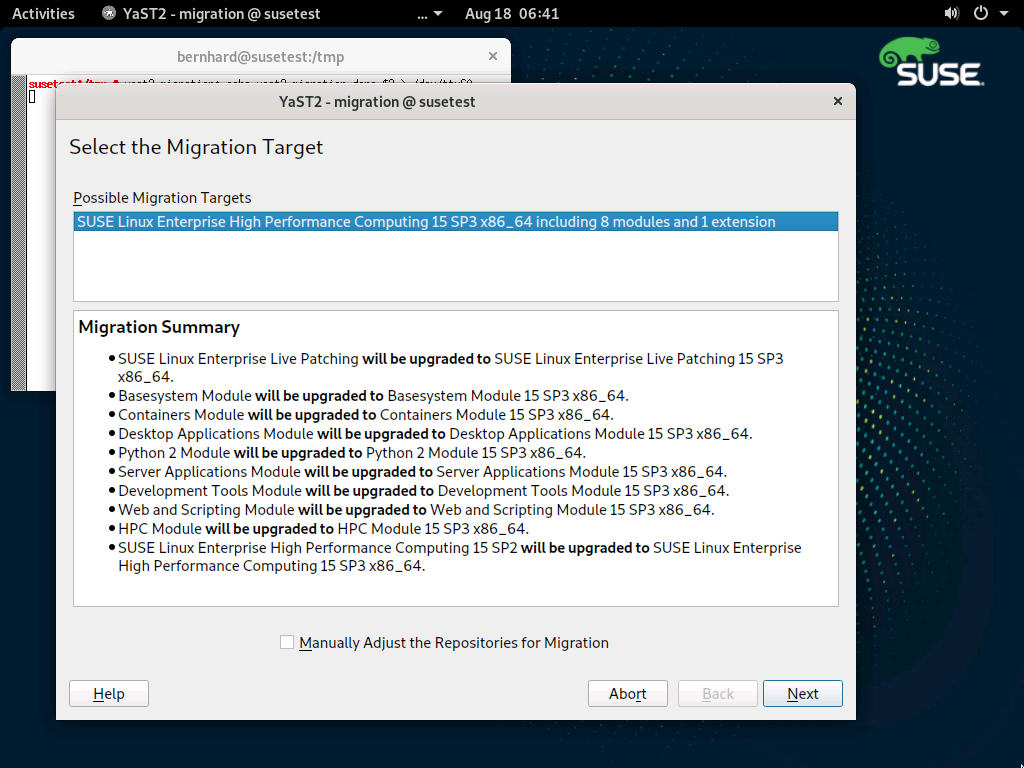 Activities YaST2 - migration @ susetest ... Aug 18 06:41
bernhard@susetest:/tmp
SUSE
YaST2 - migration @ susetest
Select the Migration Target
Possible Migration Targets
SUSE Linux Enterprise High Performance Computing 15 SP3 x86_64 including 8 modules and 1 extension
Migration Summary
SUSE Linux Enterprise Live Patching will be upgraded to SUSE Linux Enterprise Live Patching 15 SP3
x86_64.
Basesystem Module will be upgraded to Basesystem Module 15 SP3 x86_64.
Containers Module will be upgraded to Containers Module 15 SP3 x86_64.
Desktop Applications Module will be upgraded to Desktop Applications Module 15 SP3 x86_64.
Python 2 Module will be upgraded to Python 2 Module 15 SP3 x86_64.
Server Applications Module will be upgraded to Server Applications Module 15 SP3 x86_64.
Development Tools Module will be upgraded to Development Tools Module 15 SP3 x86_64.
Web and Scripting Module will be upgraded to Web and Scripting Module 15 SP3 x86_64.
HPC Module will be upgraded to HPC Module 15 SP3 x86_64.
SUSE Linux Enterprise High Performance Computing 15 SP2 will be upgraded to SUSE Linux Enterprise
High Performance Computing 15 SP3 x86_64.
Manually Adjust the Repositories for Migration
Help Abort Back Next